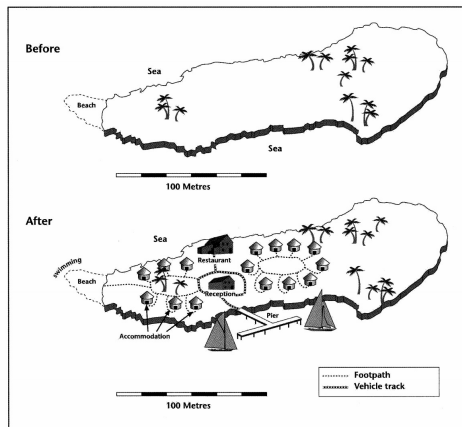 Before
Sea
Beach
Sea
100 Metres
After
Sea
swimming
Restaurant
Beach
Reception
Pier
Accommodation
Footpath
Vehicle track
100 Metres